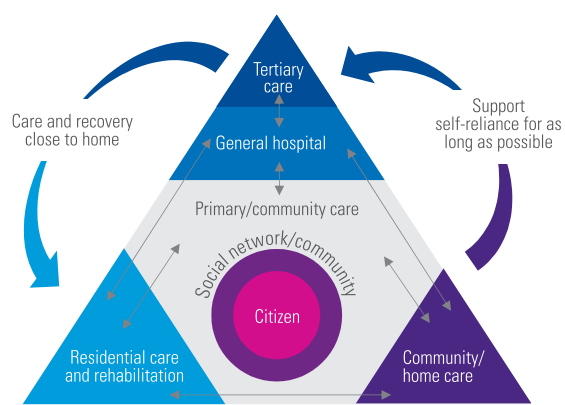 Tertiary
care
Care and recovery
close to home
Support
self-reliance for as
long as possible
General hospital
Primary/community care
Social network/community
Citizen
Residential care
and rehabilitation
Community/
home care